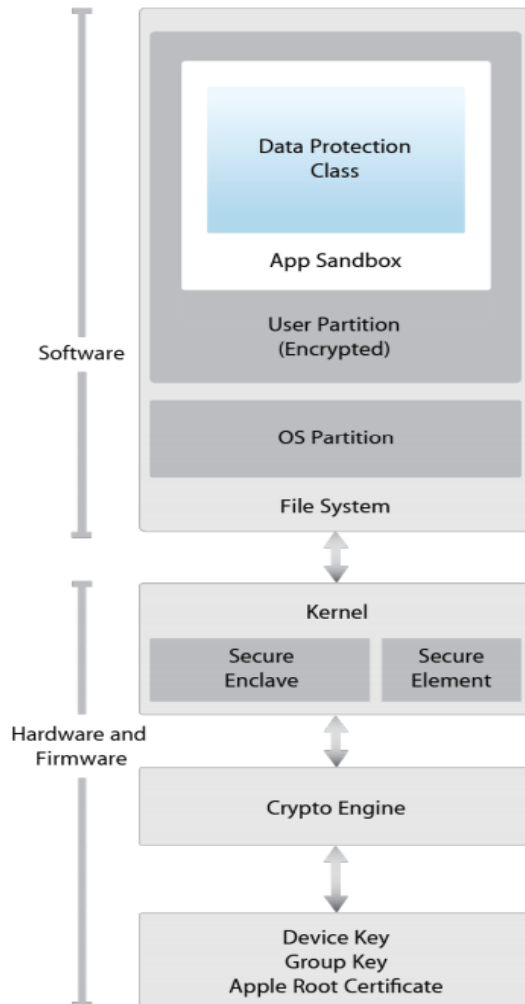 Data Protection
Class
App Sandbox
User Partition
(Encrypted)
Software
OS Partition
File System
Kernel
Secure
Enclave
Secure
Element
Hardware and
Firmware
Crypto Engine
Device Key
Group Key
Apple Root Certificate